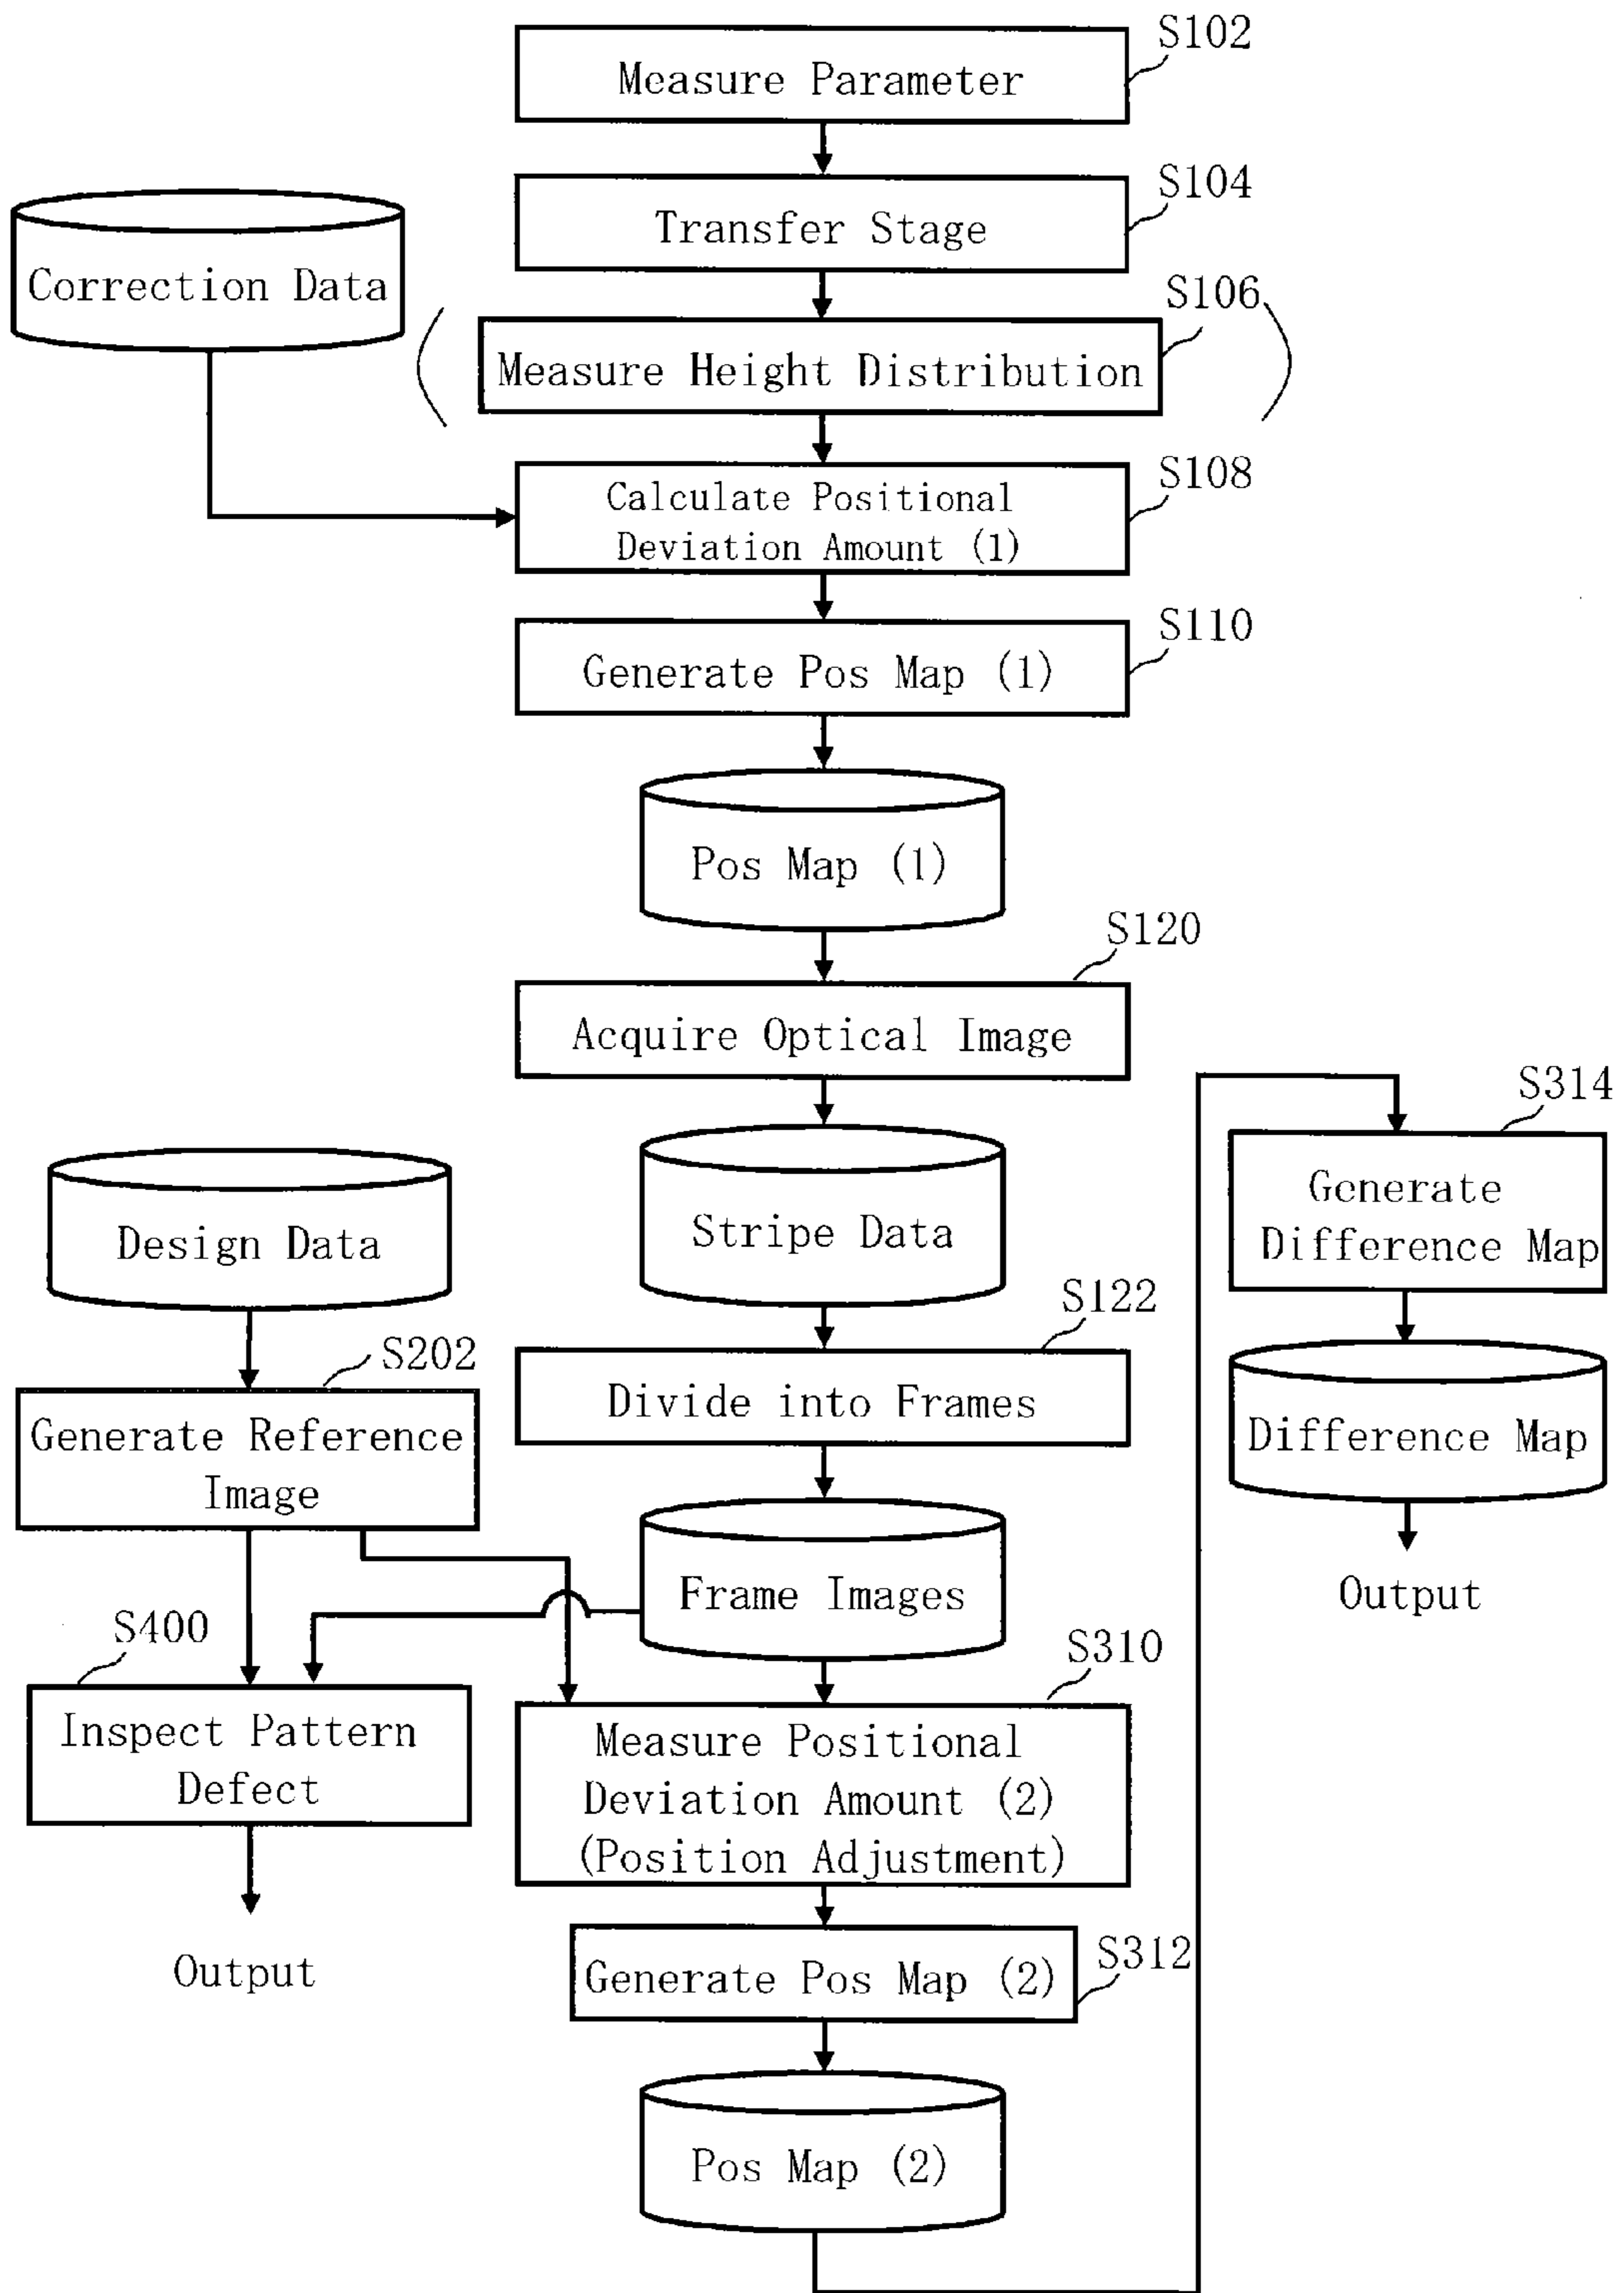 S102
Measure Parameter
S104
Transfer Stage
Correction Data
S106
Measure Height Distribution
S108
Calculate Positional
Deviation Amount (1)
S110
Generate Pos Map (1)
Pos Map (1)
S120
Acquire Optical Image
S314
Generate
Difference Map
Design Data
Stripe Data
S122
S202
Divide into Frames
Generate Reference
Image
Difference Map
Frame Images
Output
S400
S310
Inspect Pattern
Defect
Measure Positional
Deviation Amount (2)
(Position Adjustment)
Output
S312
Generate Pos Map (2)
Pos Map (2)